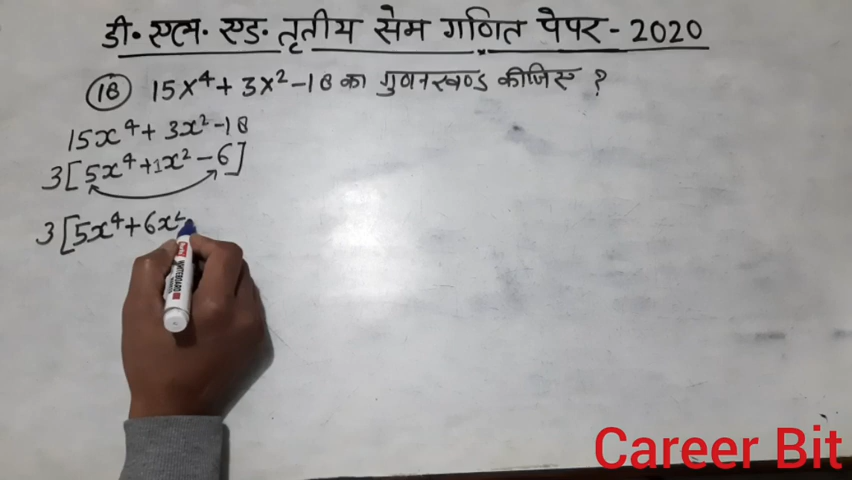 डी. एल. एड. तृतीय सेम गणित पेपर - 2020
(18) 15x⁴ + 3x² - 18 का गुणनखण्ड कीजिए ?
15x⁴ + 3x² - 18
3[5x⁴ + 1x² - 6]
3[5x⁴ + 6x²
Career Bit